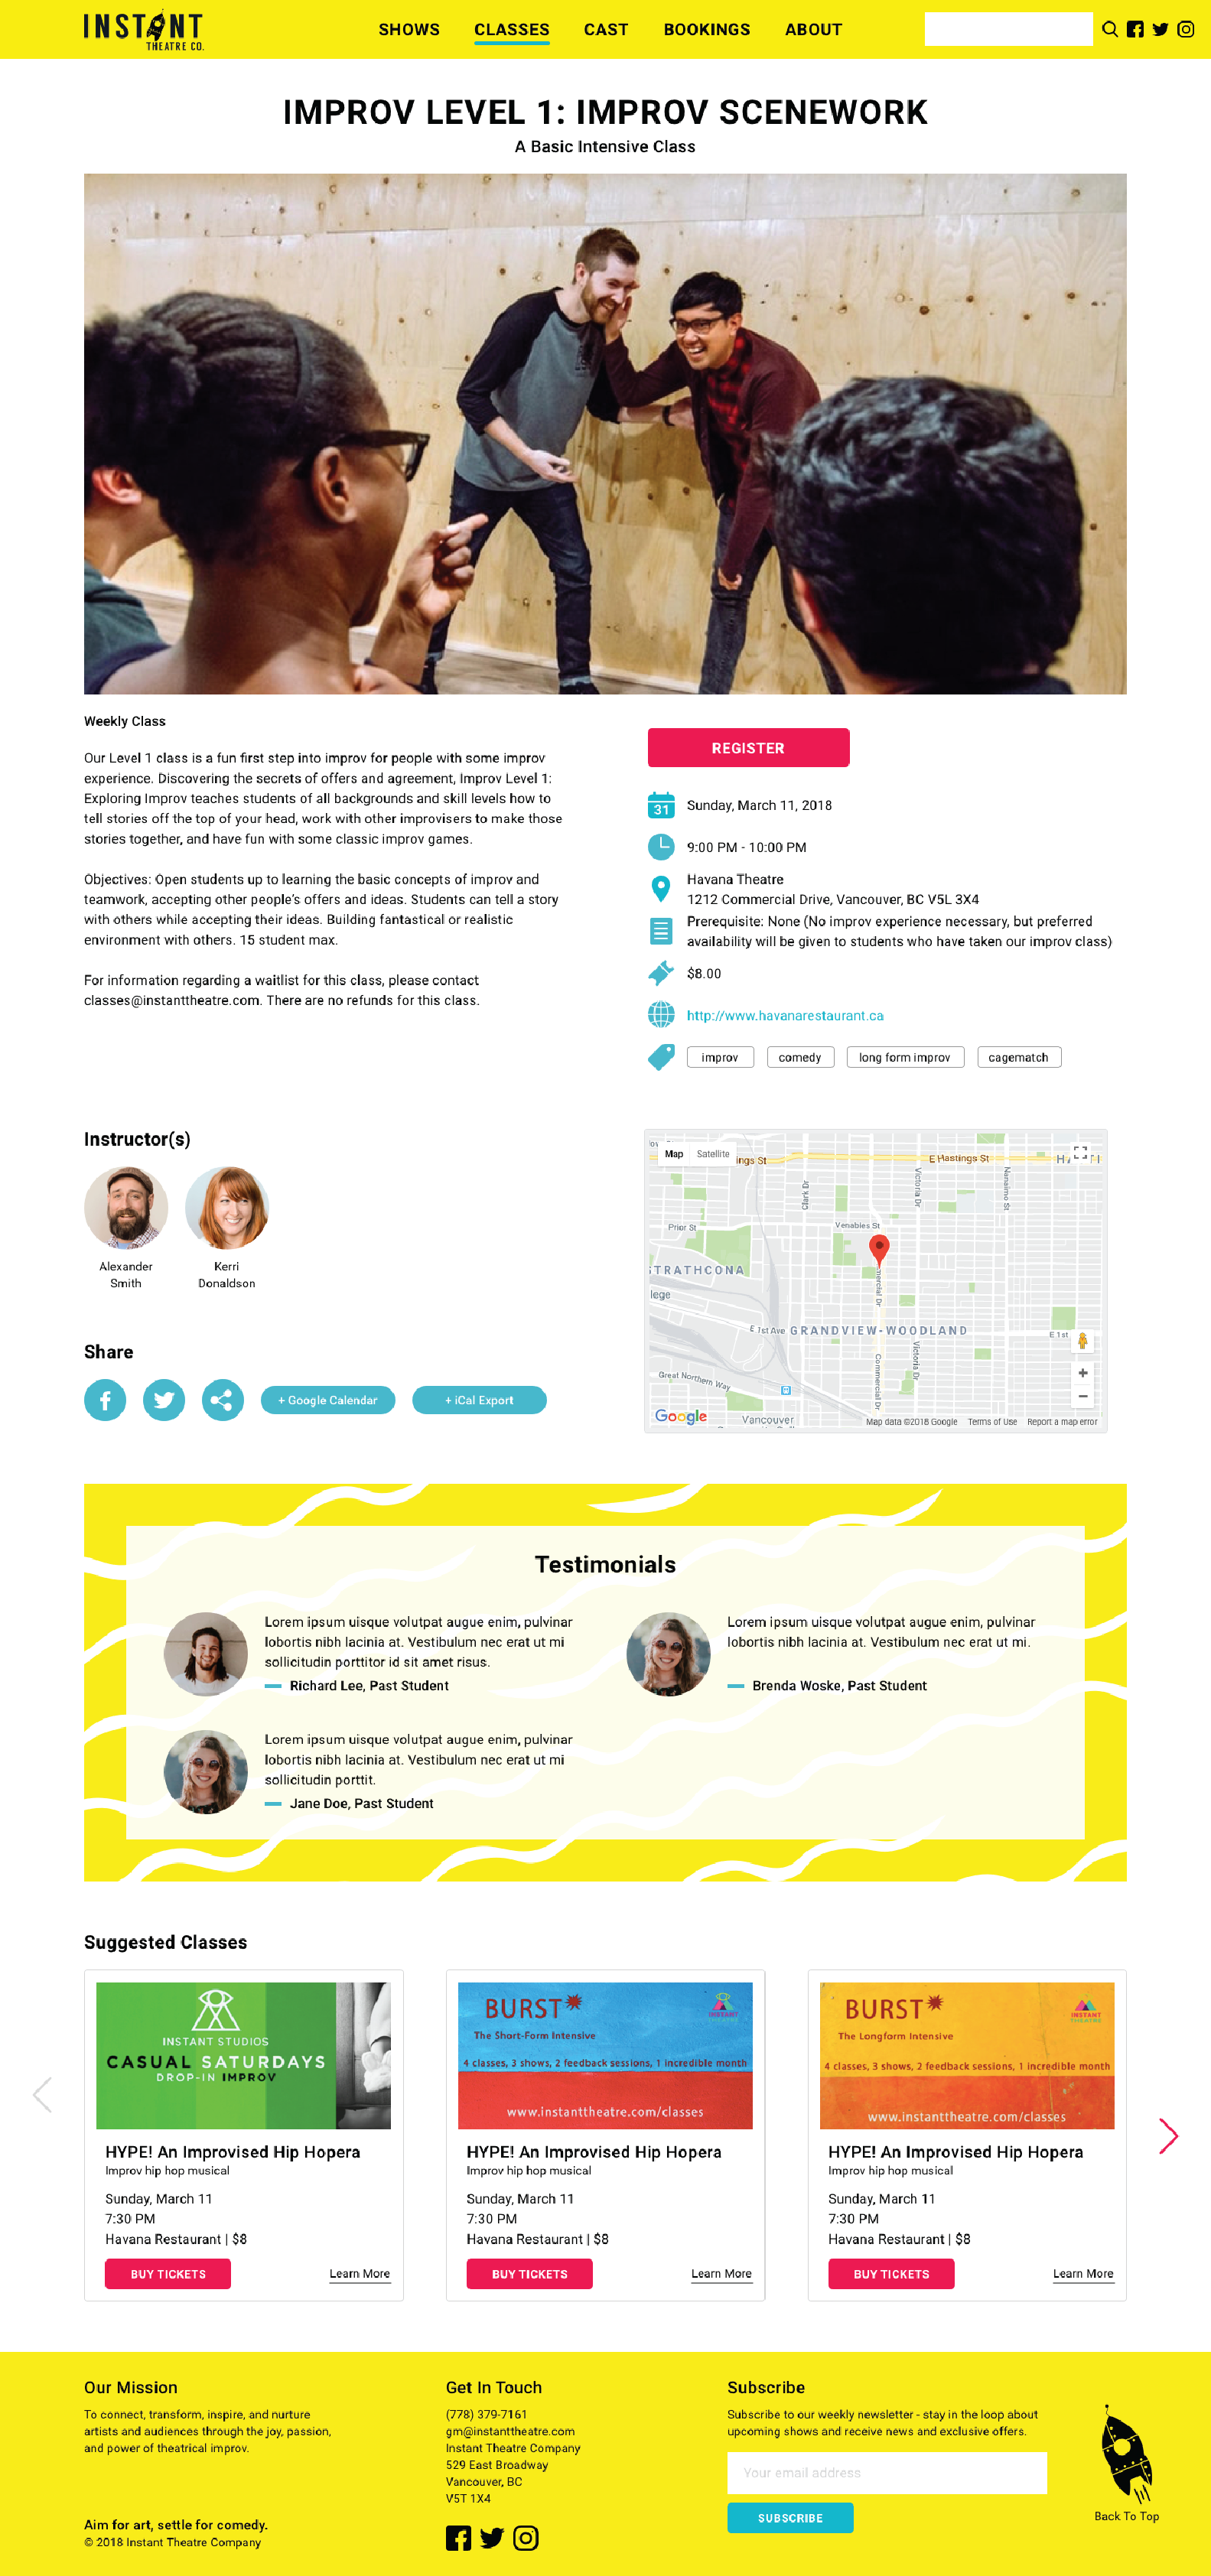 INSTANT
THEATRE CO.
SHOWS CLASSES CAST BOOKINGS ABOUT
IMPROV LEVEL 1: IMPROV SCENEWORK
A Basic Intensive Class
Weekly Class
Our Level 1 class is a fun first step into improv for people with some improv
experience. Discovering the secrets of offers and agreement, Improv Level 1:
Exploring Improv teaches students of all backgrounds and skill levels how to
tell stories off the top of your head, work with other improvisers to make those
stories together, and have fun with some classic improv games.
Objectives: Open students up to learning the basic concepts of improv and
teamwork, accepting other people's offers and ideas. Students can tell a story
with others while accepting their ideas. Building fantastical or realistic
environment with others. 15 student max.
For information regarding a waitlist for this class, please contact
classes@instanttheatre.com. There are no refunds for this class.
REGISTER
31 Sunday, March 11, 2018
9:00 PM - 10:00 PM
Havana Theatre
1212 Commercial Drive, Vancouver, BC V5L 3X4
Prerequisite: None (No improv experience necessary, but preferred
availability will be given to students who have taken our improv class)
$8.00
http://www.havanarestaurant.ca
improv comedy long form improv cagematch
Instructor(s)
Alexander
Smith
Kerri
Donaldson
Share
+ Google Calendar + iCal Export
Map Satellite
ings St
E Hastings St
Clark Dr
Victoria Dr
Nanaimo St
Prior St
Venables St
STRATHCONA
lege
mercial Dr
E 1st Ave GRANDVIEW-WOODLAND E 1st
Commercial Dr
Victoria Dr
Great Northern Way
Google Vancouver Map data ©2018 Google Terms of Use Report a map error
Testimonials
Lorem ipsum uisque volutpat augue enim, pulvinar
lobortis nibh lacinia at. Vestibulum nec erat ut mi
sollicitudin porttitor id sit amet risus.
Richard Lee, Past Student
Lorem ipsum uisque volutpat augue enim, pulvinar
lobortis nibh lacinia at. Vestibulum nec erat ut mi.
Brenda Woske, Past Student
Lorem ipsum uisque volutpat augue enim, pulvinar
lobortis nibh lacinia at. Vestibulum nec erat ut mi
sollicitudin porttit.
Jane Doe, Past Student
Suggested Classes
INSTANT STUDIOS
CASUAL SATURDAYS
DROP-IN IMPROV
HYPE! An Improvised Hip Hopera
Improv hip hop musical
Sunday, March 11
7:30 PM
Havana Restaurant | $8
BUY TICKETS Learn More
BURST
INSTANT
THEATRE
The Short-Form Intensive
4 classes, 3 shows, 2 feedback sessions, 1 incredible month
www.instanttheatre.com/classes
HYPE! An Improvised Hip Hopera
Improv hip hop musical
Sunday, March 11
7:30 PM
Havana Restaurant | $8
BUY TICKETS Learn More
BURST
INSTANT
THEATRE
The Longform Intensive
4 classes, 3 shows, 2 feedback sessions, 1 incredible month
www.instanttheatre.com/classes
HYPE! An Improvised Hip Hopera
Improv hip hop musical
Sunday, March 11
7:30 PM
Havana Restaurant | $8
BUY TICKETS Learn More
Our Mission
To connect, transform, inspire, and nurture
artists and audiences through the joy, passion,
and power of theatrical improv.
Aim for art, settle for comedy.
© 2018 Instant Theatre Company
Get In Touch
(778) 379-7161
gm@instanttheatre.com
Instant Theatre Company
529 East Broadway
Vancouver, BC
V5T 1X4
Subscribe
Subscribe to our weekly newsletter - stay in the loop about
upcoming shows and receive news and exclusive offers.
Your email address
SUBSCRIBE
Back To Top